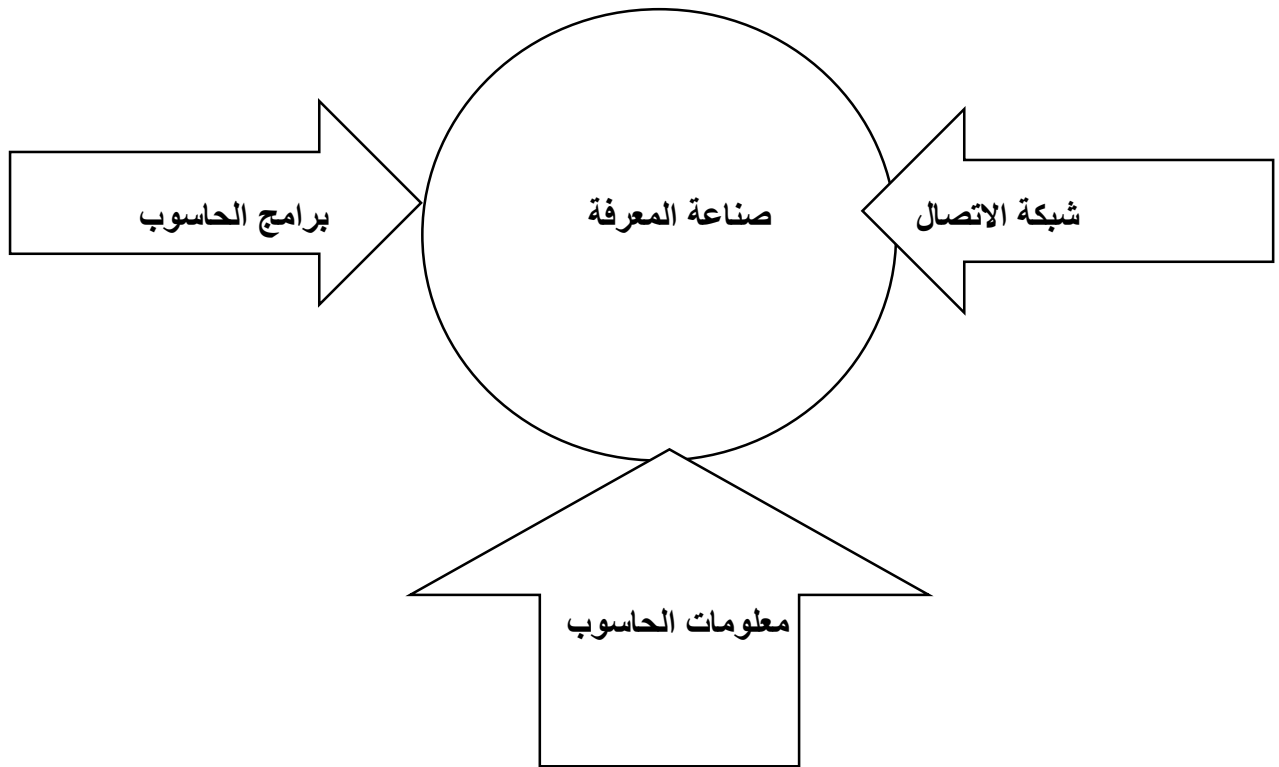 صناعة المعرفة
شبكة الاتصال
برامج الحاسوب
معلومات الحاسوب